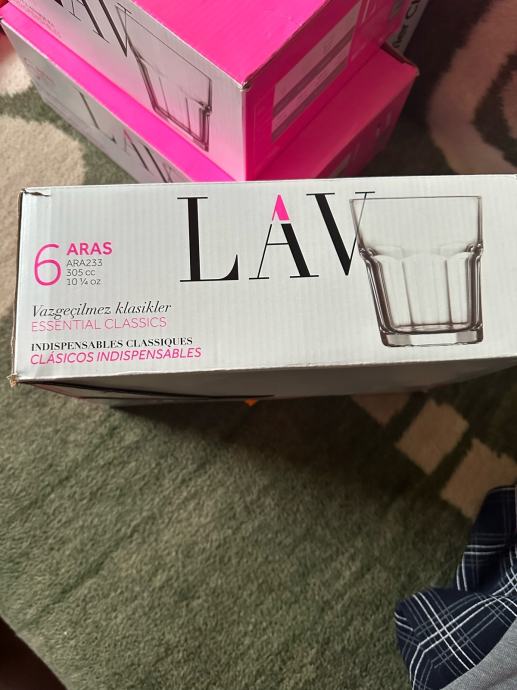 LAV
6 ARAS
ARA233
305 cc
10 ¼ oz
Vazgeçilmez klasikler
ESSENTIAL CLASSICS
INDISPENSABLES CLASSIQUES
CLÁSICOS INDISPENSABLES